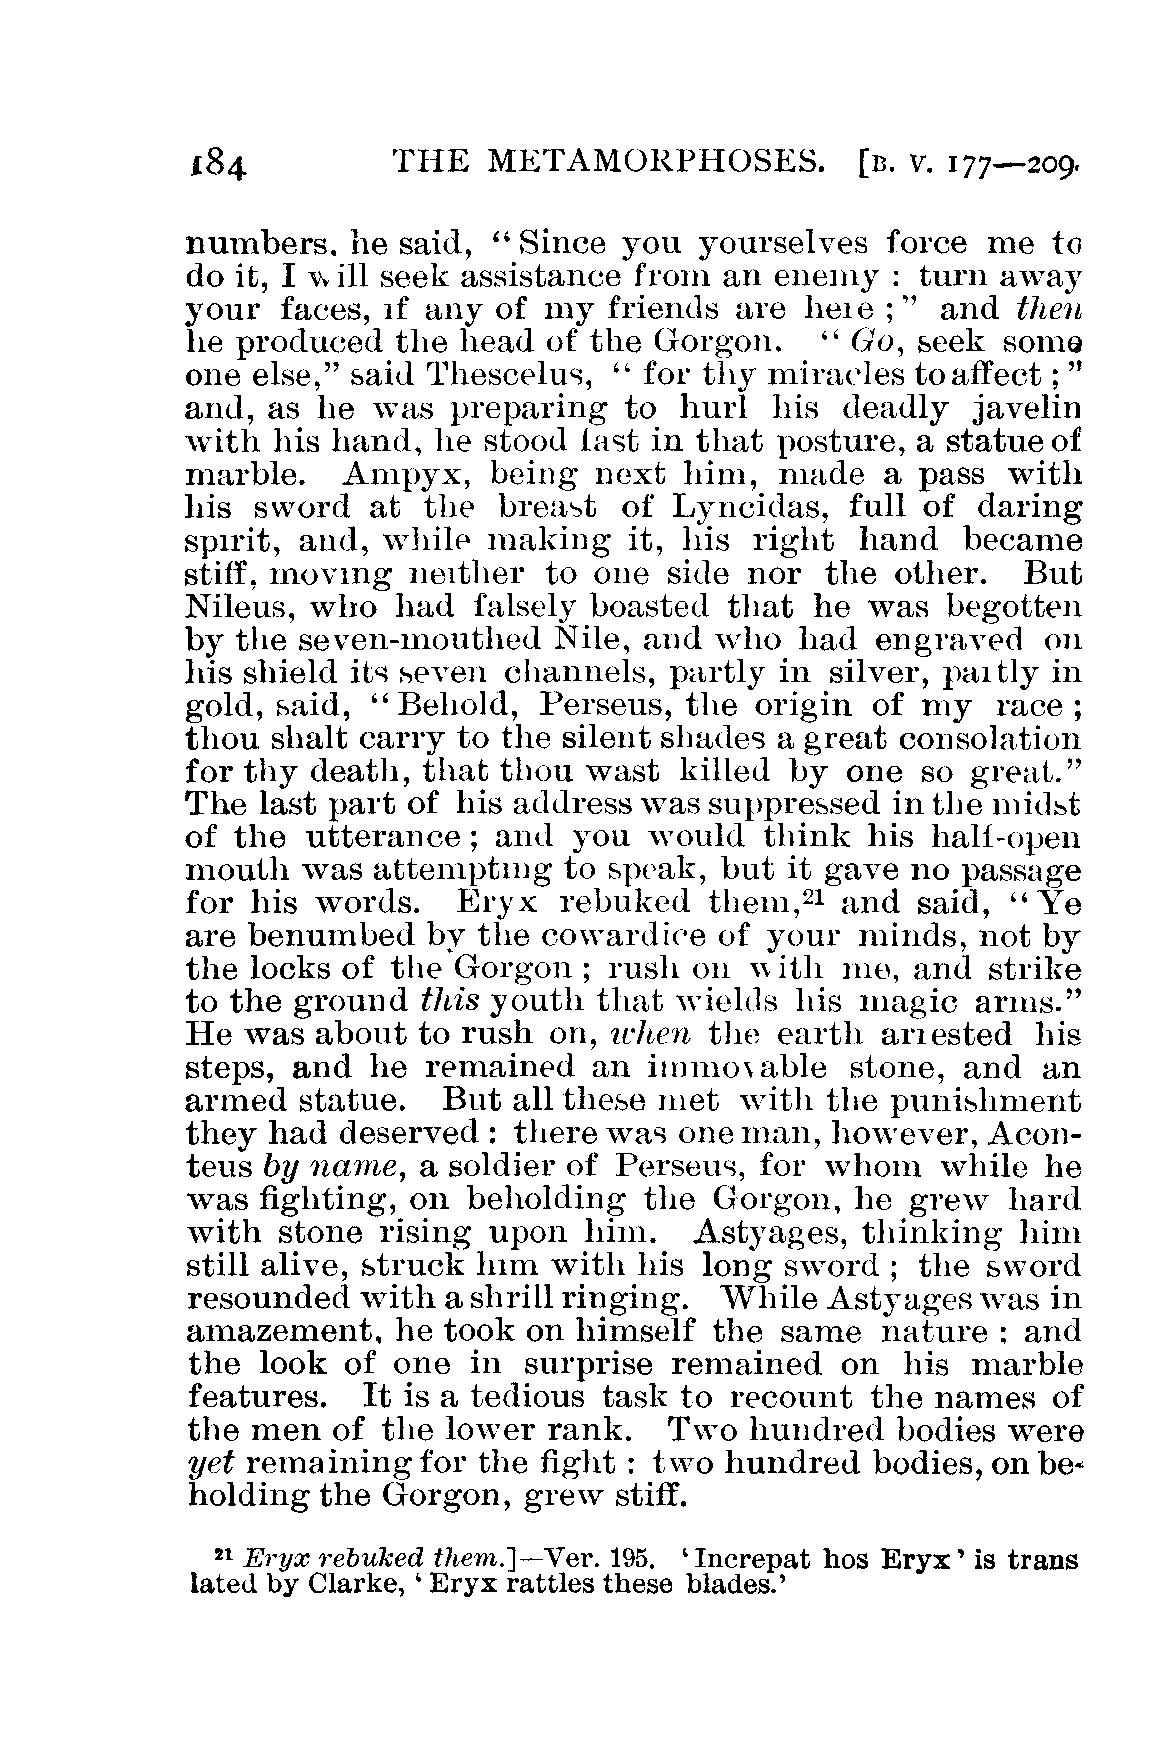 184 THE METAMORPHOSES. [B. V. 177—209.
numbers. he said, “Since you yourselves force me to
do it, I will seek assistance from an enemy : turn away
your faces, if any of my friends are here ;” and then
he produced the head of the Gorgon. “ Go, seek some
one else,” said Thescelus, “ for thy miracles to affect ;”
and, as he was preparing to hurl his deadly javelin
with his hand, he stood fast in that posture, a statue of
marble. Ampyx, being next him, made a pass with
his sword at the breast of Lyncidas, full of daring
spirit, and, while making it, his right hand became
stiff, moving neither to one side nor the other. But
Nileus, who had falsely boasted that he was begotten
by the seven-mouthed Nile, and who had engraved on
his shield its seven channels, partly in silver, partly in
gold, said, “Behold, Perseus, the origin of my race ;
thou shalt carry to the silent shades a great consolation
for thy death, that thou wast killed by one so great.”
The last part of his address was suppressed in the midst
of the utterance ; and you would think his half-open
mouth was attempting to speak, but it gave no passage
for his words. Eryx rebuked them,²¹ and said, “Ye
are benumbed by the cowardice of your minds, not by
the locks of the Gorgon ; rush on with me, and strike
to the ground this youth that wields his magic arms.”
He was about to rush on, when the earth arrested his
steps, and he remained an immovable stone, and an
armed statue. But all these met with the punishment
they had deserved : there was one man, however, Acon-
teus by name, a soldier of Perseus, for whom while he
was fighting, on beholding the Gorgon, he grew hard
with stone rising upon him. Astyages, thinking him
still alive, struck him with his long sword ; the sword
resounded with a shrill ringing. While Astyages was in
amazement, he took on himself the same nature : and
the look of one in surprise remained on his marble
features. It is a tedious task to recount the names of
the men of the lower rank. Two hundred bodies were
yet remaining for the fight : two hundred bodies, on be-
holding the Gorgon, grew stiff.
²¹ Eryx rebuked them.]—Ver. 195. ‘Increpat hos Eryx’ is trans
lated by Clarke, ‘ Eryx rattles these blades.’